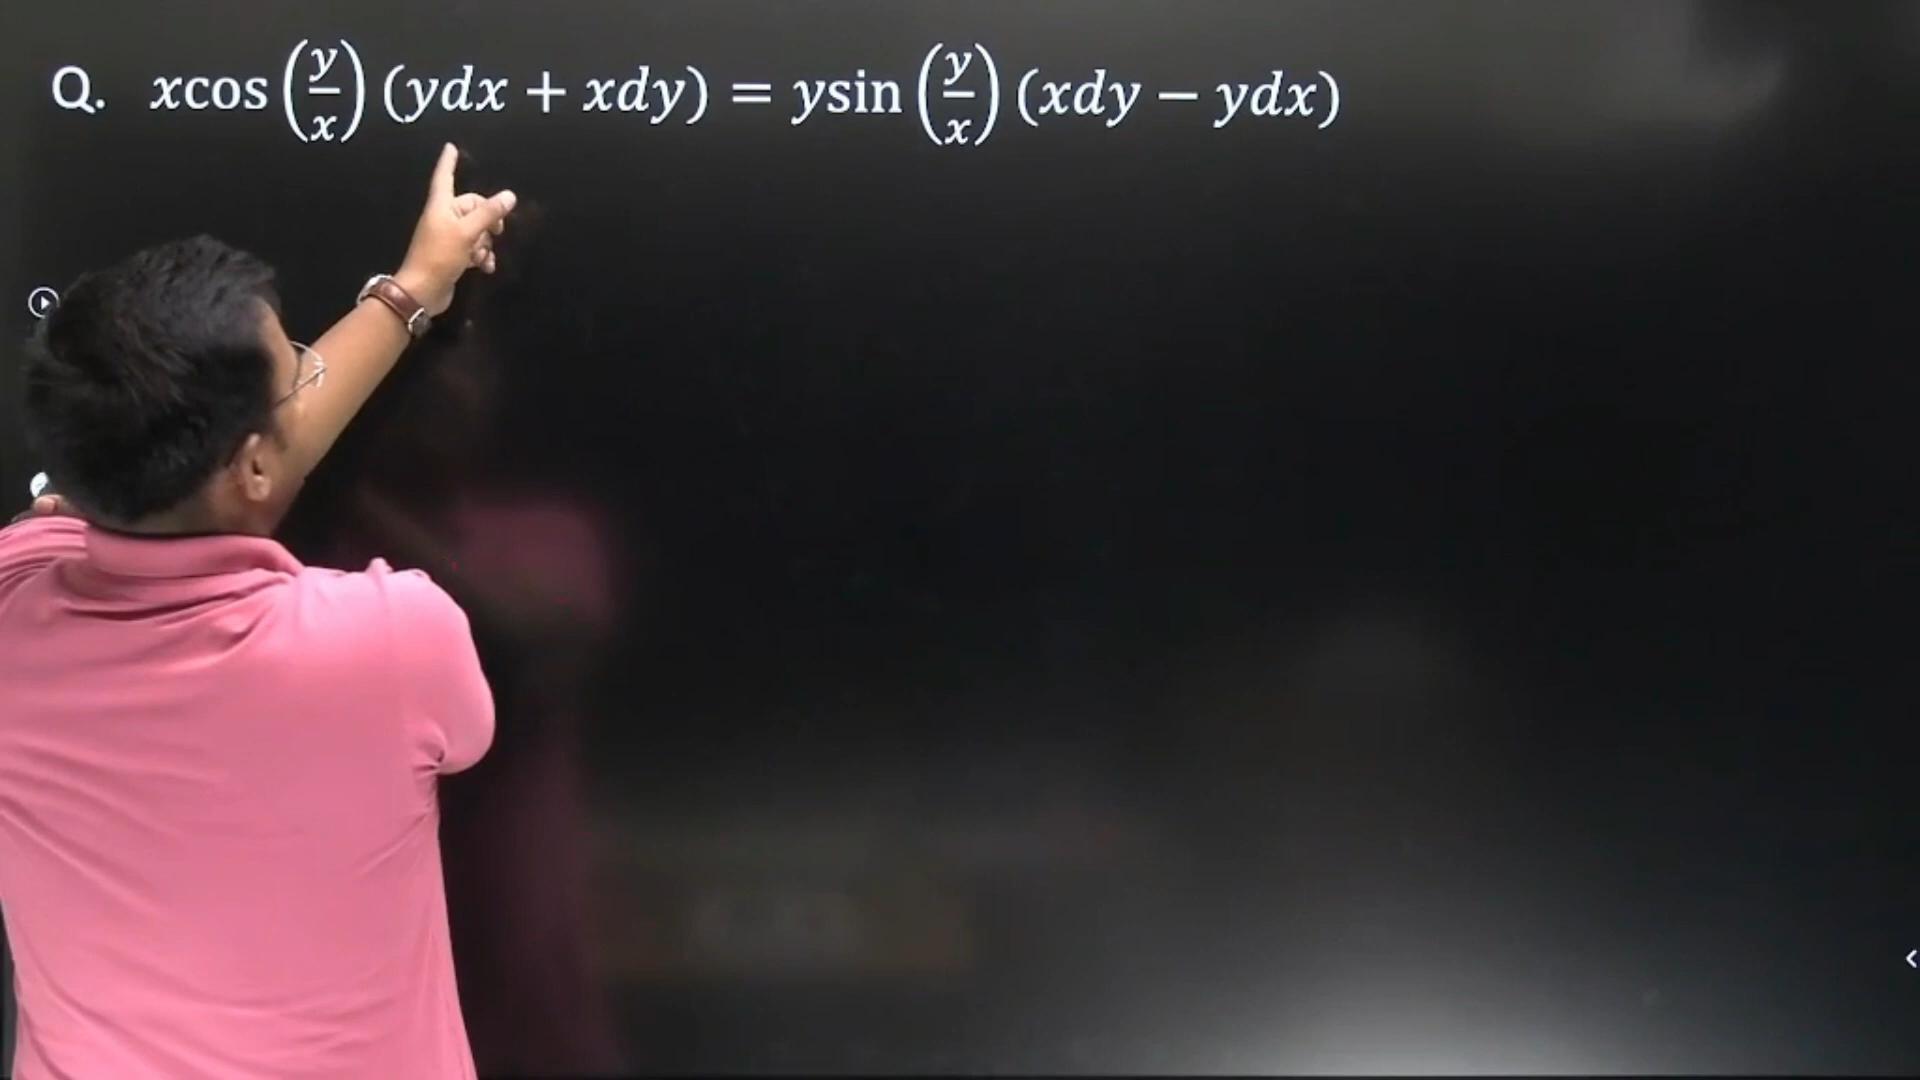 Q. xcos(y/x)(ydx + xdy) = ysin(y/x)(xdy − ydx)